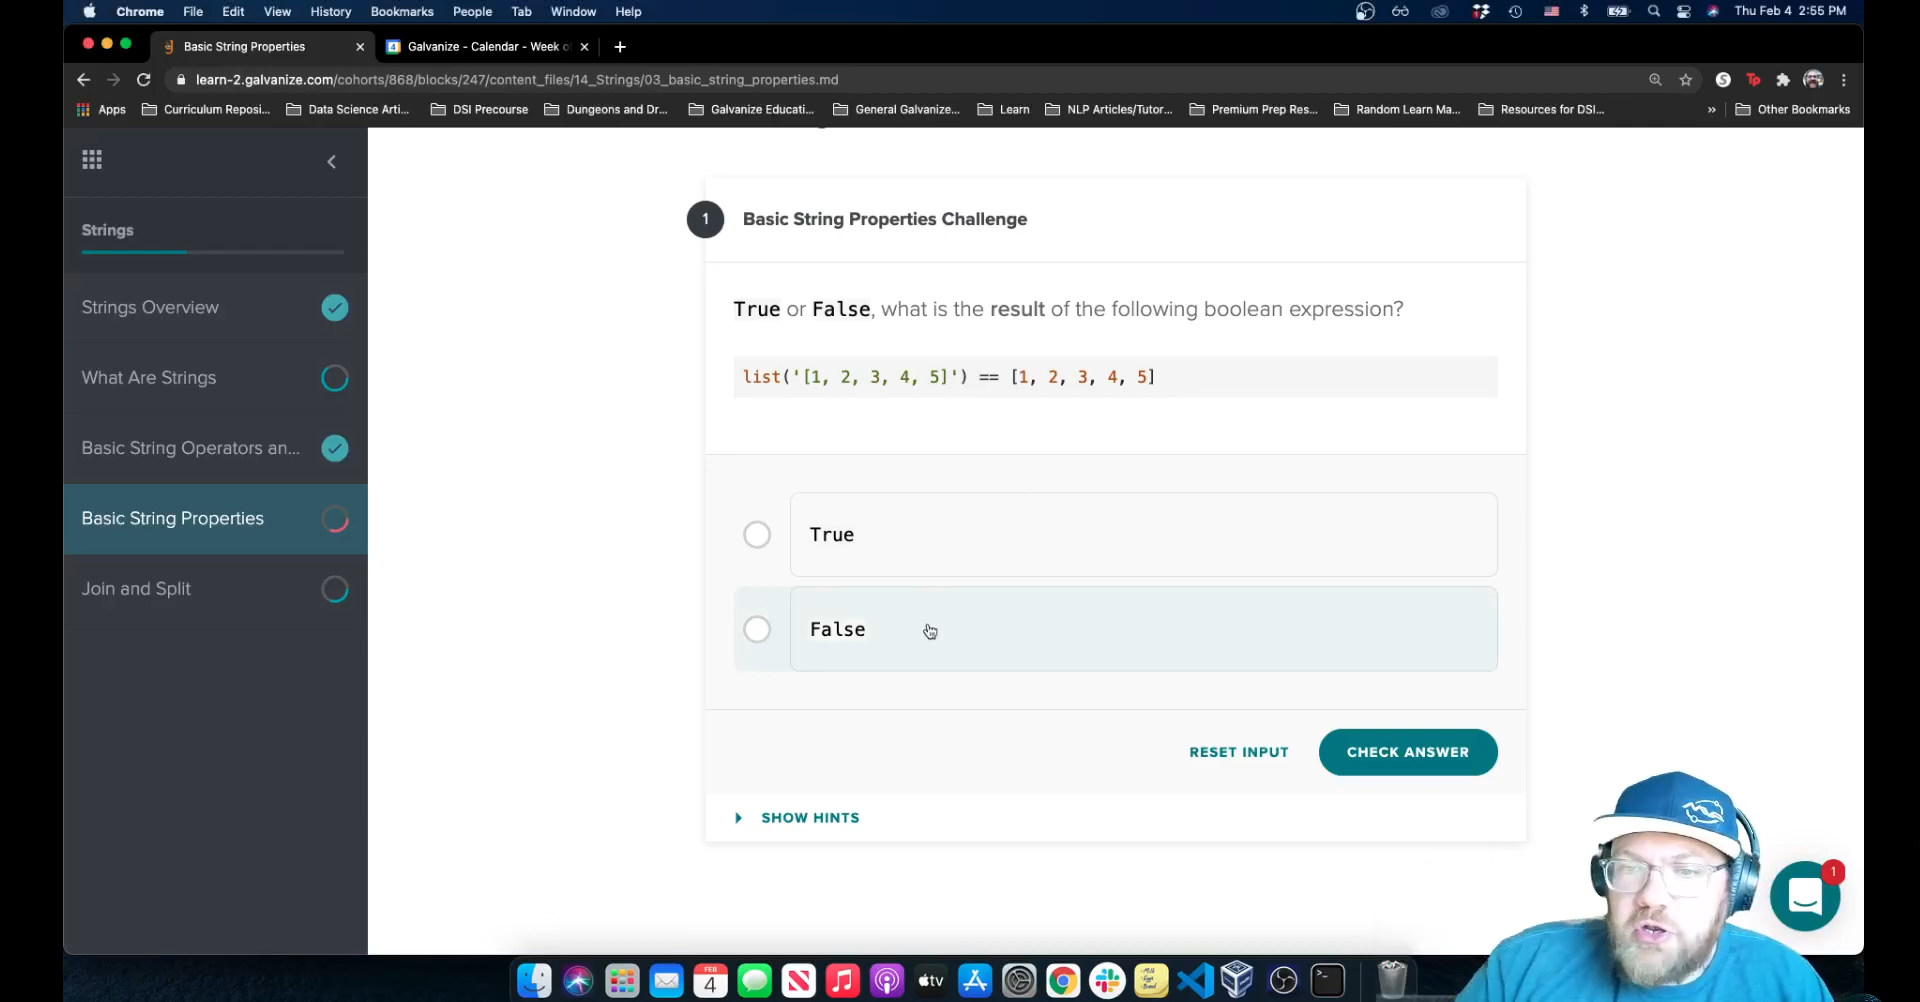 Chrome File Edit View History Bookmarks People Tab Window Help
Thu Feb 4 2:55 PM
Basic String Properties
Galvanize - Calendar - Week o
learn-2.galvanize.com/cohorts/868/blocks/247/content_files/14_Strings/03_basic_string_properties.md
Apps Curriculum Reposi... Data Science Arti... DSI Precourse Dungeons and Dr... Galvanize Educati... General Galvanize... Learn NLP Articles/Tutor... Premium Prep Res... Random Learn Ma... Resources for DSI... » Other Bookmarks
Strings
Strings Overview
What Are Strings
Basic String Operators an...
Basic String Properties
Join and Split
1 Basic String Properties Challenge
True or False, what is the result of the following boolean expression?
list('[1, 2, 3, 4, 5]') == [1, 2, 3, 4, 5]
True
False
RESET INPUT CHECK ANSWER
SHOW HINTS
1
FEB
4
tv